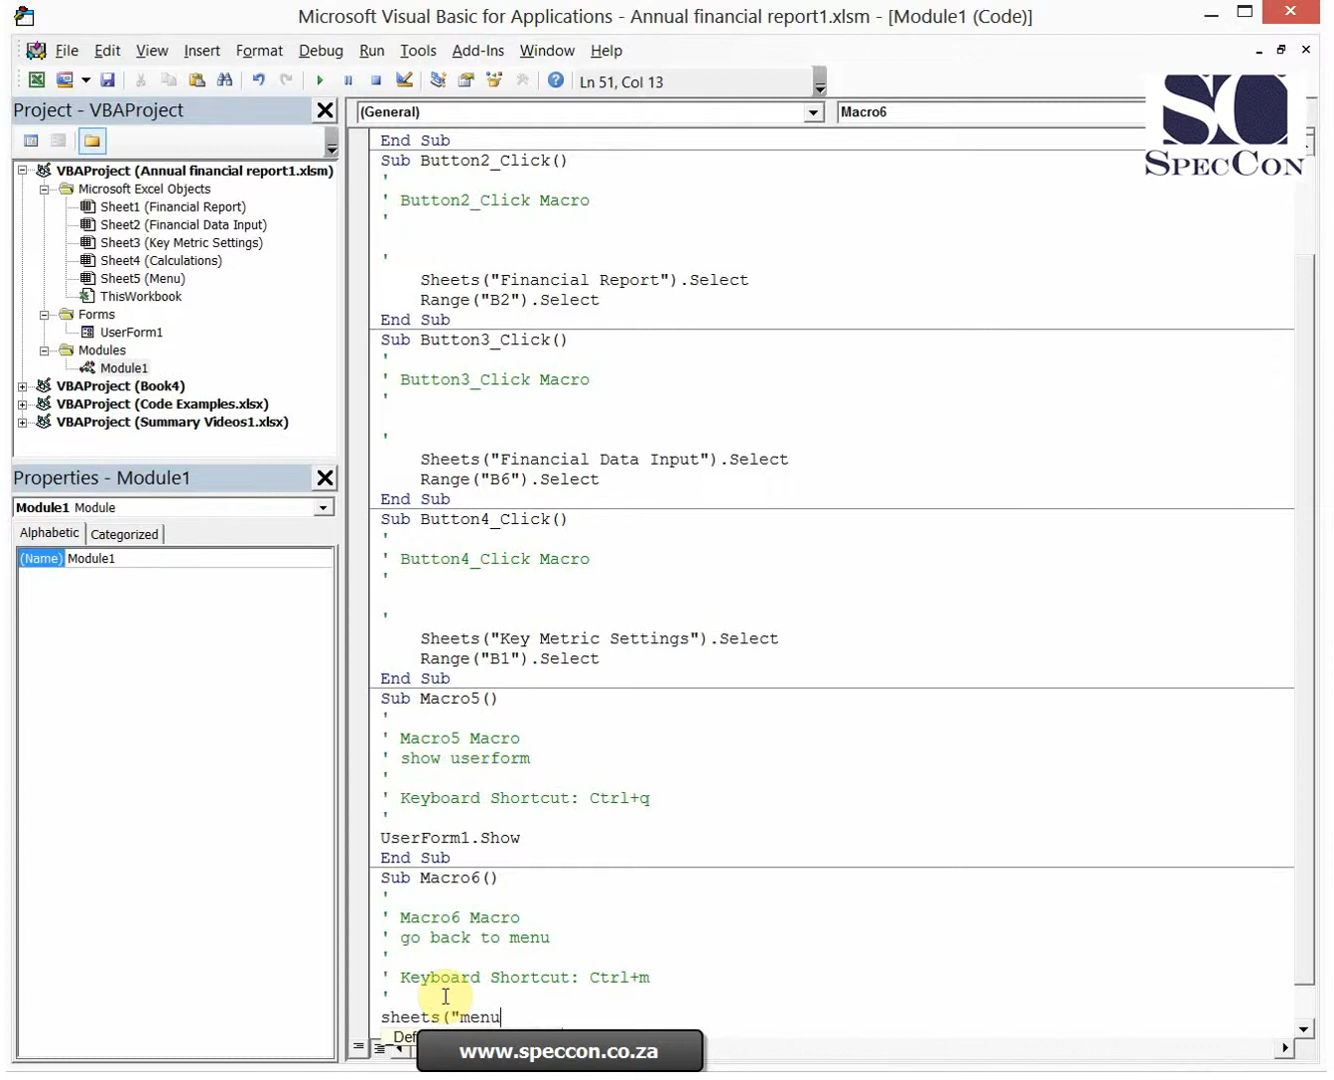 Microsoft Visual Basic for Applications - Annual financial report1.xlsm - [Module1 (Code)]
File Edit View Insert Format Debug Run Tools Add-Ins Window Help
Ln 51, Col 13
SC
SPECCON
Project - VBAProject
(General)
Macro6
VBAProject (Annual financial report1.xlsm)
Microsoft Excel Objects
Sheet1 (Financial Report)
Sheet2 (Financial Data Input)
Sheet3 (Key Metric Settings)
Sheet4 (Calculations)
Sheet5 (Menu)
ThisWorkbook
Forms
UserForm1
Modules
Module1
VBAProject (Book4)
VBAProject (Code Examples.xlsx)
VBAProject (Summary Videos1.xlsx)
Properties - Module1
Module1 Module
Alphabetic Categorized
(Name) Module1
End Sub
Sub Button2_Click()
'
' Button2_Click Macro
'
'
Sheets("Financial Report").Select
Range("B2").Select
End Sub
Sub Button3_Click()
'
' Button3_Click Macro
'
'
Sheets("Financial Data Input").Select
Range("B6").Select
End Sub
Sub Button4_Click()
'
' Button4_Click Macro
'
'
Sheets("Key Metric Settings").Select
Range("B1").Select
End Sub
Sub Macro5()
'
' Macro5 Macro
' show userform
'
' Keyboard Shortcut: Ctrl+q
'
UserForm1.Show
End Sub
Sub Macro6()
'
' Macro6 Macro
' go back to menu
'
' Keyboard Shortcut: Ctrl+m
'
sheets("menu
www.speccon.co.za